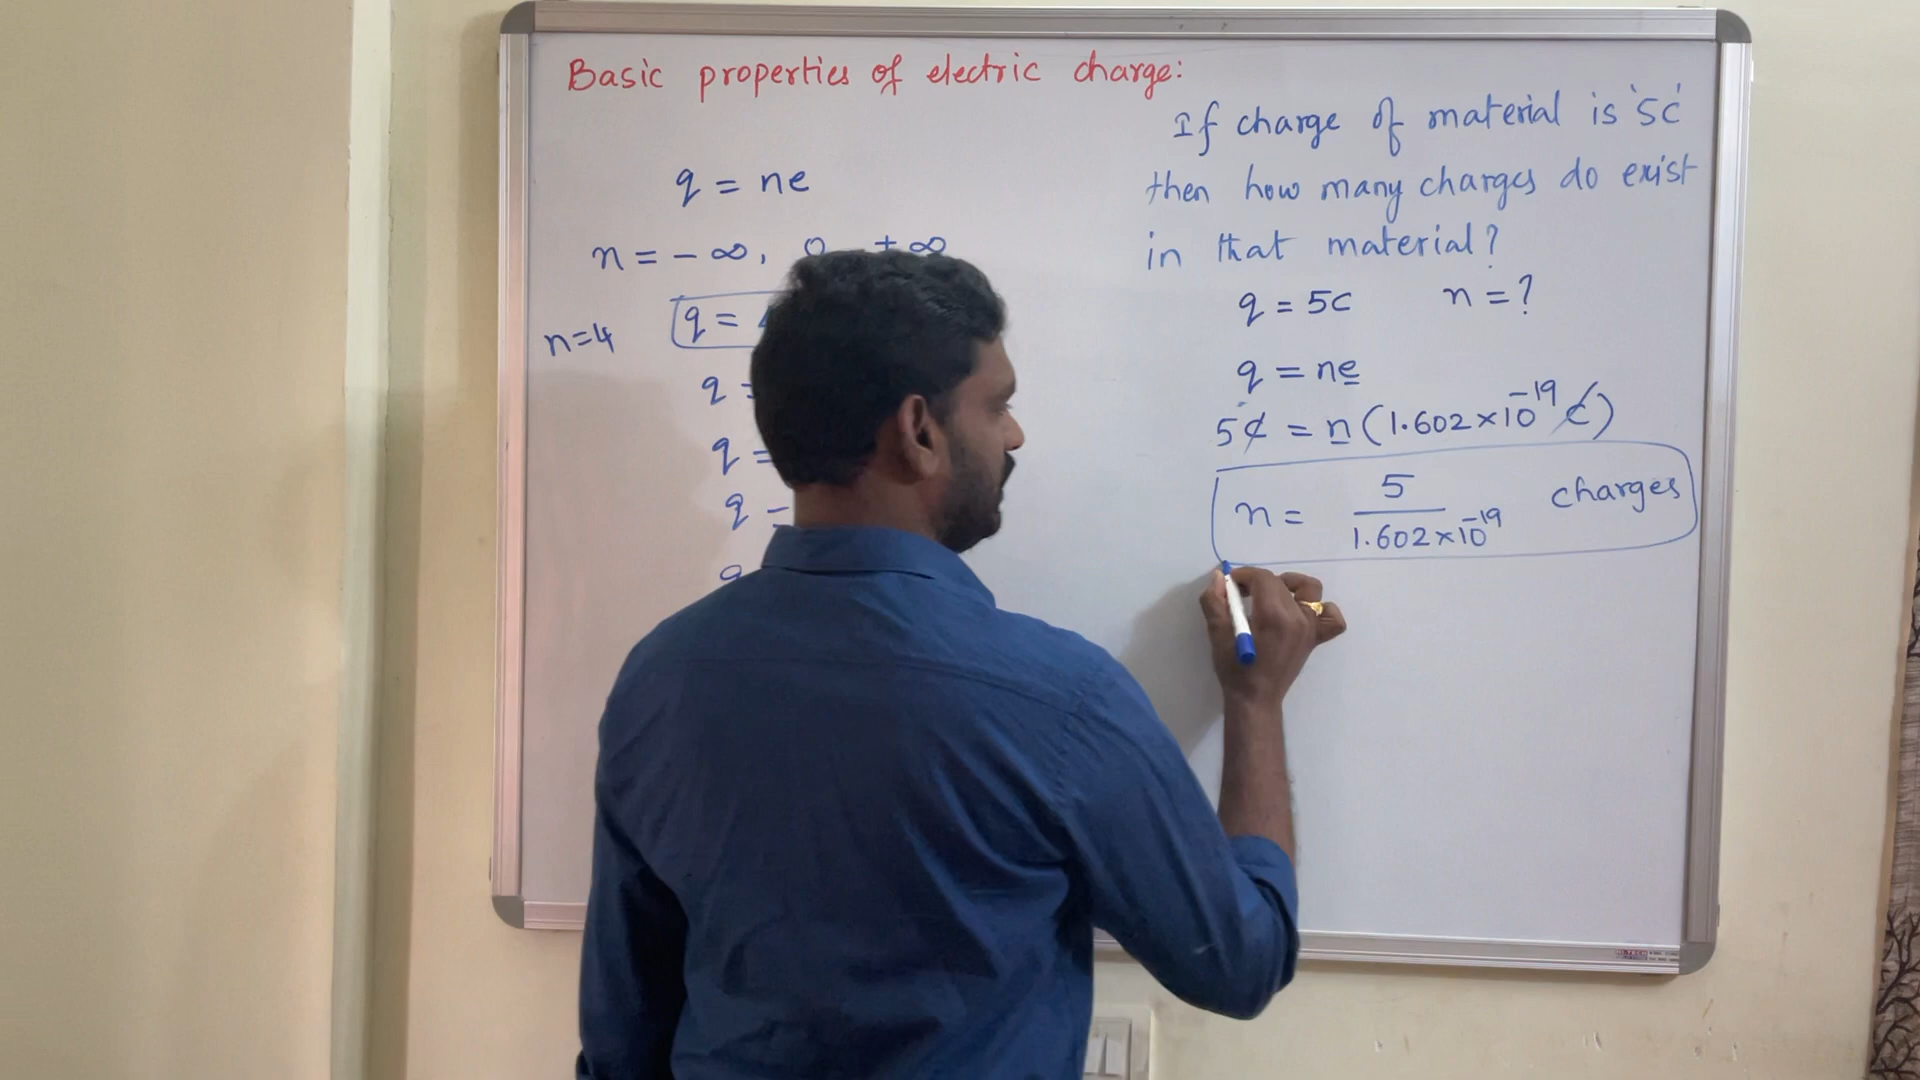 Basic properties of electric charge:
q = ne
n = - ∞, 0 + ∞
n=4 q =
q =
q =
q =
q
If charge of material is '5C'
then how many charges do exist
in that material?
q = 5C n = ?
q = ne
5C = n (1.602×10⁻¹⁹ C)
n = 5 / 1.602×10⁻¹⁹ charges